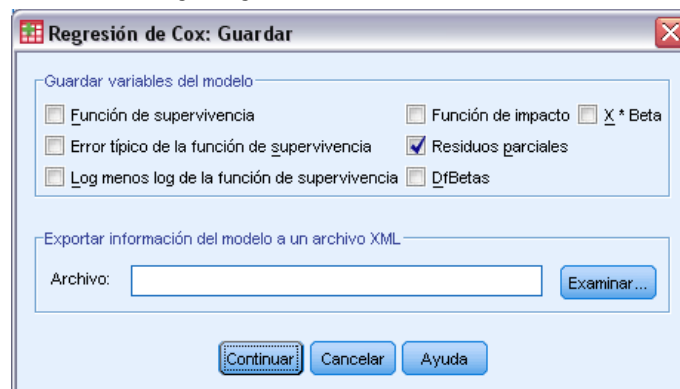 Regresión de Cox: Guardar
Guardar variables del modelo
Función de supervivencia
Función de impacto
X * Beta
Error típico de la función de supervivencia
Residuos parciales
Log menos log de la función de supervivencia
DfBetas
Exportar información del modelo a un archivo XML
Archivo:
Examinar...
Continuar
Cancelar
Ayuda